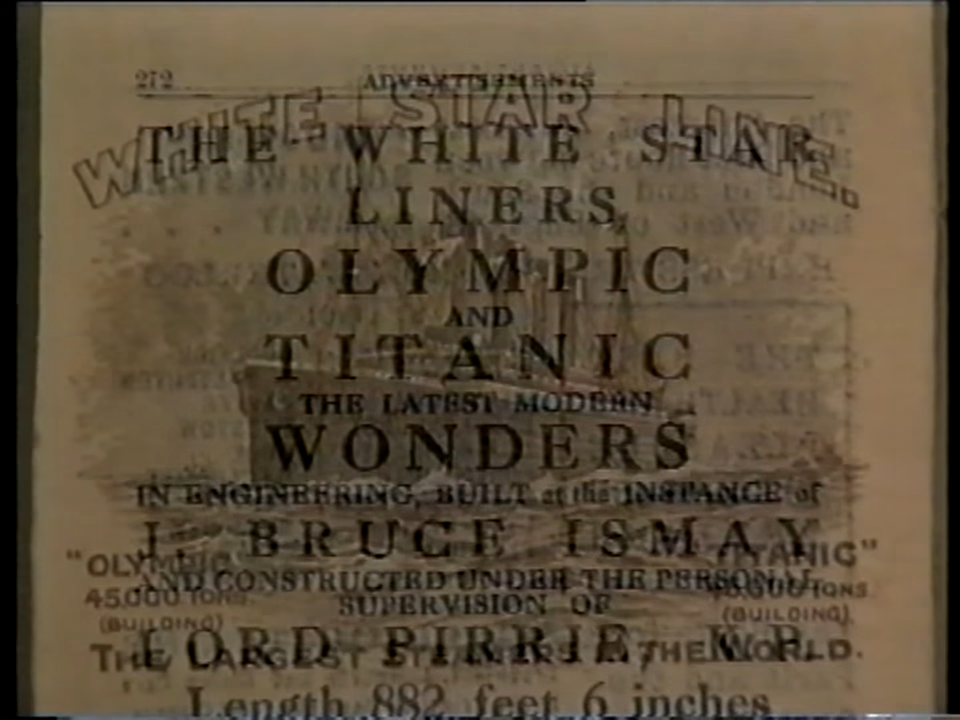 272 ADVERTISEMENTS
WHITE STAR LINE.
THE WHITE STAR
LINERS
OLYMPIC
AND
TITANIC
THE LATEST MODERN
WONDERS
IN ENGINEERING, BUILT at the INSTANCE of
J. BRUCE ISMAY
AND CONSTRUCTED UNDER THE PERSONAL
SUPERVISION OF
LORD PIRRIE, K.P.
Length 882 feet 6 inches
"OLYMPIC"
45,000 TONS.
(BUILDING)
"TITANIC"
TONS
(BUILDING)
THE LARGEST STEAMERS IN THE WORLD.